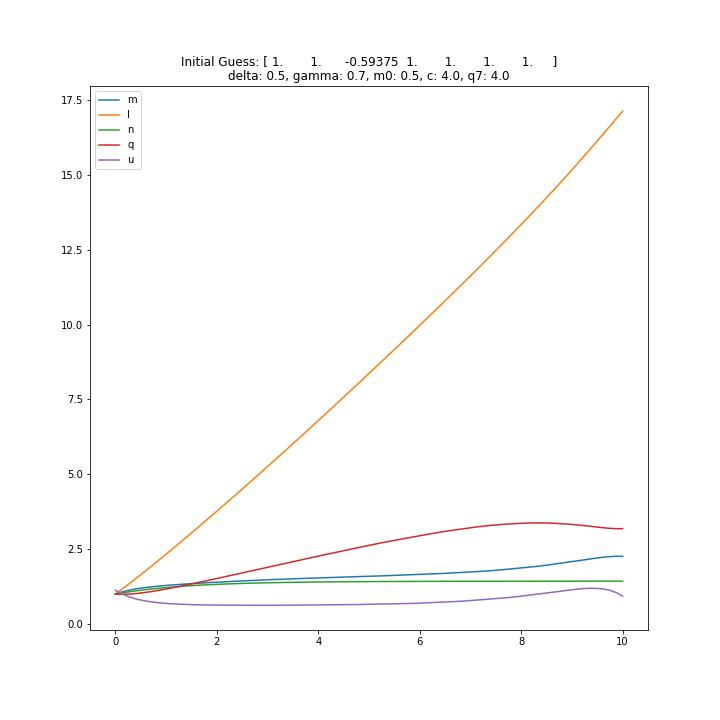 Initial Guess: [ 1. 1. -0.59375 1. 1. 1. 1. ]
delta: 0.5, gamma: 0.7, m0: 0.5, c: 4.0, q7: 4.0
m
l
n
q
u
17.5
15.0
12.5
10.0
7.5
5.0
2.5
0.0
0 2 4 6 8 10